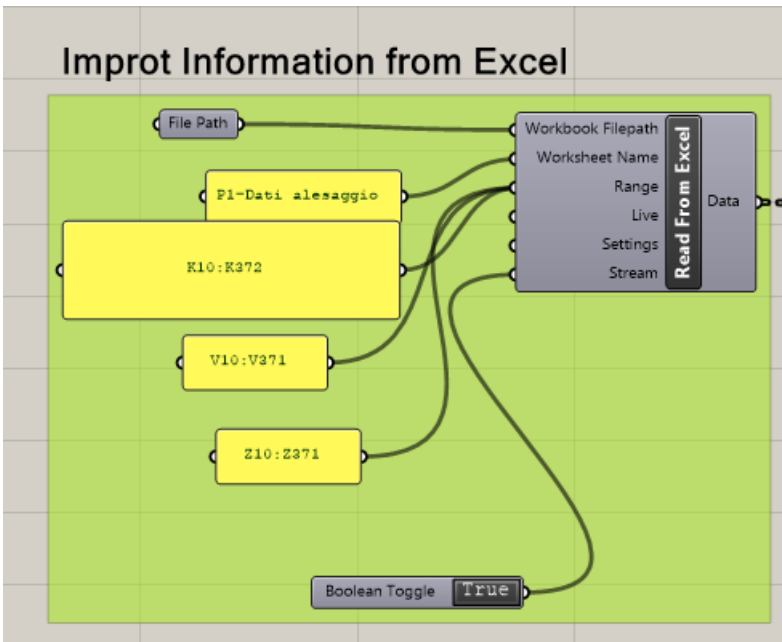 Improt Information from Excel
File Path
Workbook Filepath
Worksheet Name
Range
Live
Settings
Stream
Read From Excel
Data
P1-Dati alesaggio
K10:K372
V10:V371
Z10:Z371
Boolean Toggle
True